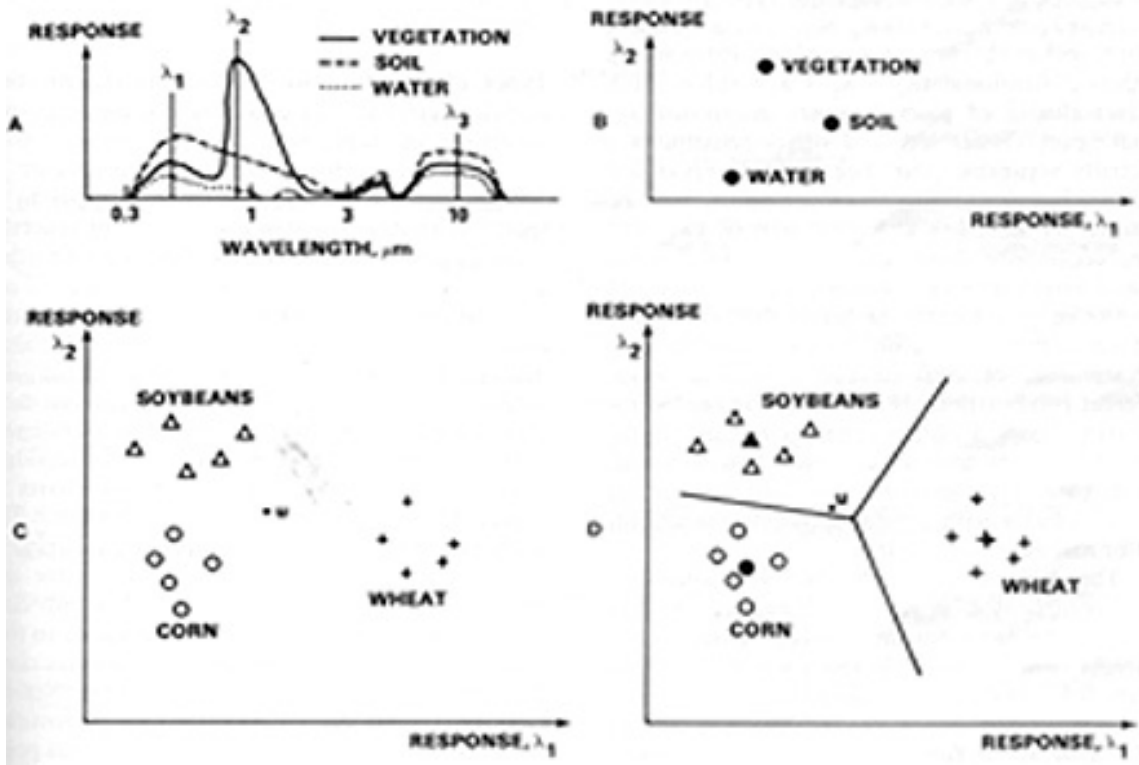 RESPONSE
λ2
λ1
VEGETATION
SOIL
WATER
λ3
A
0.3 1 3 10
WAVELENGTH, μm
RESPONSE
λ2
VEGETATION
B
SOIL
WATER
RESPONSE, λ1
RESPONSE
λ2
SOYBEANS
C
u
WHEAT
CORN
RESPONSE, λ1
RESPONSE
λ2
SOYBEANS
u
D
WHEAT
CORN
RESPONSE, λ1